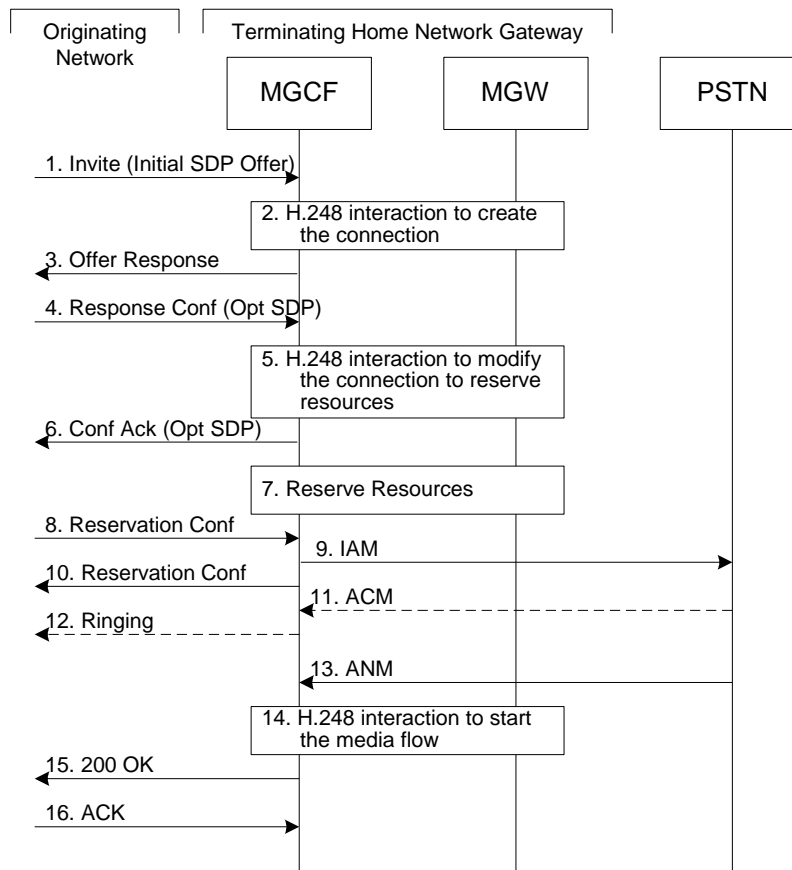 Originating
Network
Terminating Home Network Gateway
MGCF
MGW
PSTN
1. Invite (Initial SDP Offer)
2. H.248 interaction to create
the connection
3. Offer Response
4. Response Conf (Opt SDP)
5. H.248 interaction to modify
the connection to reserve
resources
6. Conf Ack (Opt SDP)
7. Reserve Resources
8. Reservation Conf
9. IAM
10. Reservation Conf
11. ACM
12. Ringing
13. ANM
14. H.248 interaction to start
the media flow
15. 200 OK
16. ACK